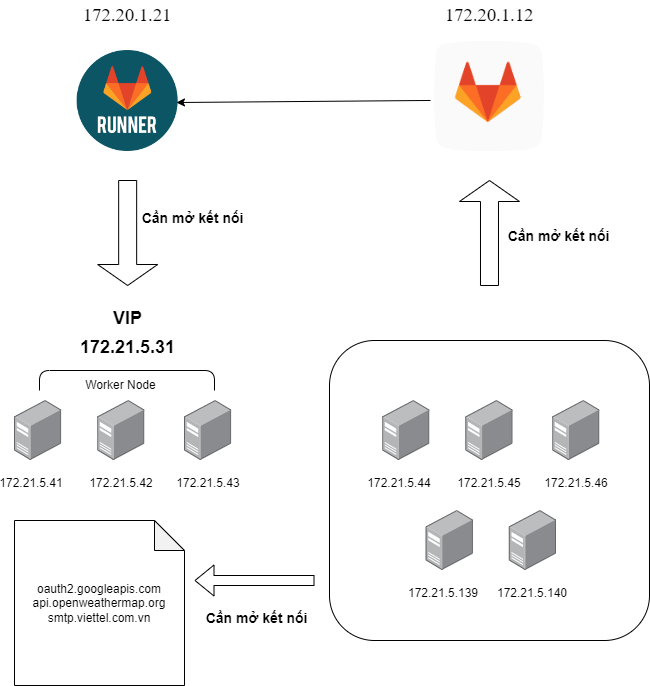 172.20.1.21
172.20.1.12
RUNNER
Cần mở kết nối
Cần mở kết nối
VIP
172.21.5.31
Worker Node
172.21.5.41
172.21.5.42
172.21.5.43
172.21.5.44
172.21.5.45
172.21.5.46
172.21.5.139
172.21.5.140
oauth2.googleapis.com
api.openweathermap.org
smtp.viettel.com.vn
Cần mở kết nối